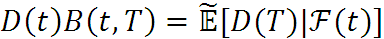 D(t)B(t,T) = 𝔼̃[D(T)|ℱ(t)]